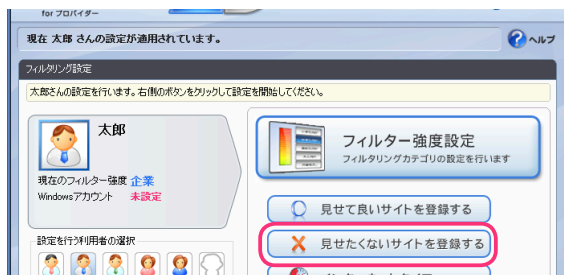 for プロバイダー
現在 太郎 さんの設定が適用されています。
ヘルプ
フィルタリング設定
太郎さんの設定を行います。右側のボタンをクリックして設定を開始してください。
太郎
現在のフィルター強度 企業
Windowsアカウント 未設定
設定を行う利用者の選択
フィルター強度設定
フィルタリングカテゴリの設定を行います
見せて良いサイトを登録する
見せたくないサイトを登録する